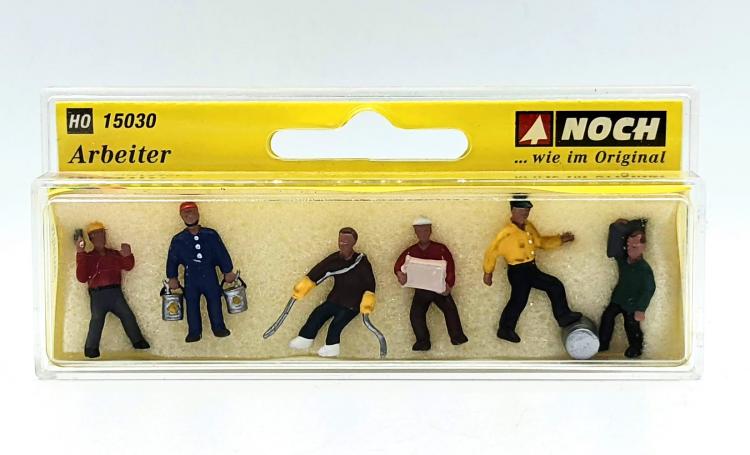 HO 15030
Arbeiter
NOCH
... wie im Original